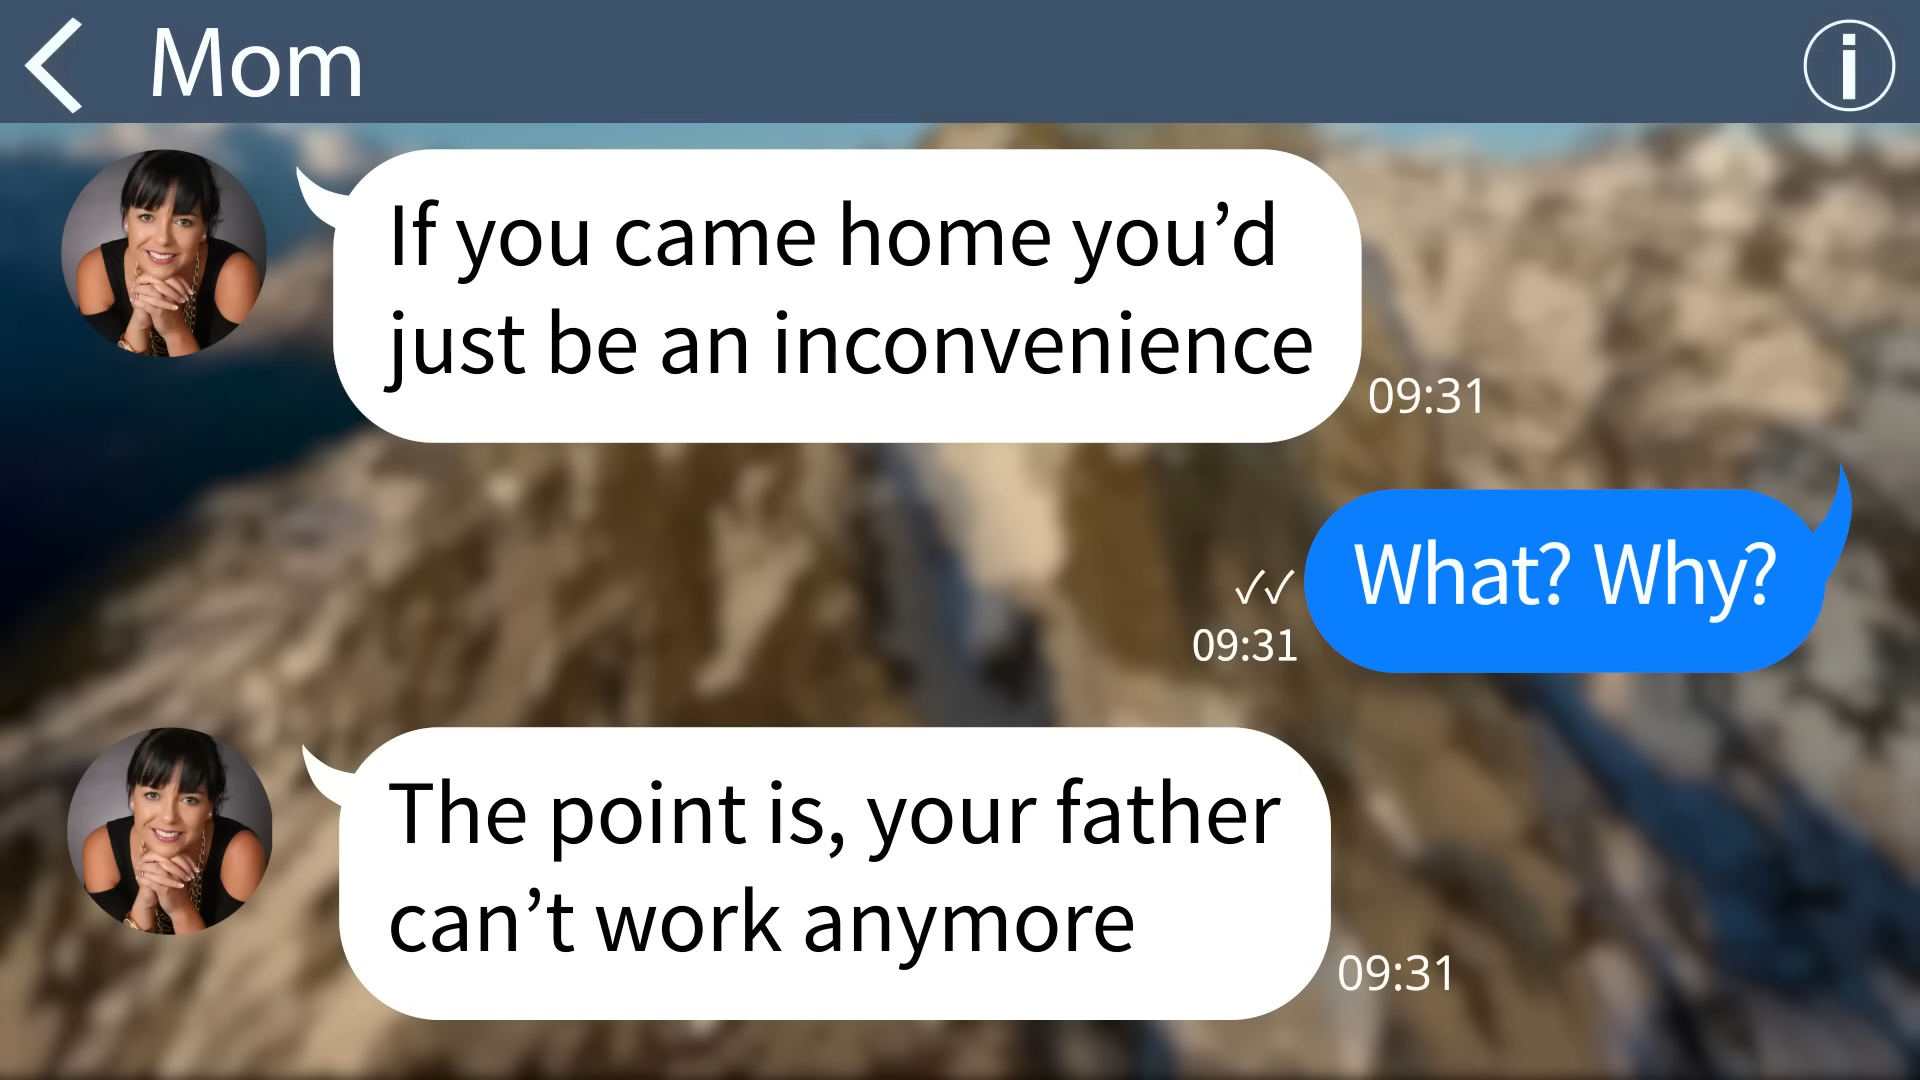 Mom
If you came home you’d
just be an inconvenience
09:31
What? Why?
✓✓
09:31
The point is, your father
can’t work anymore
09:31